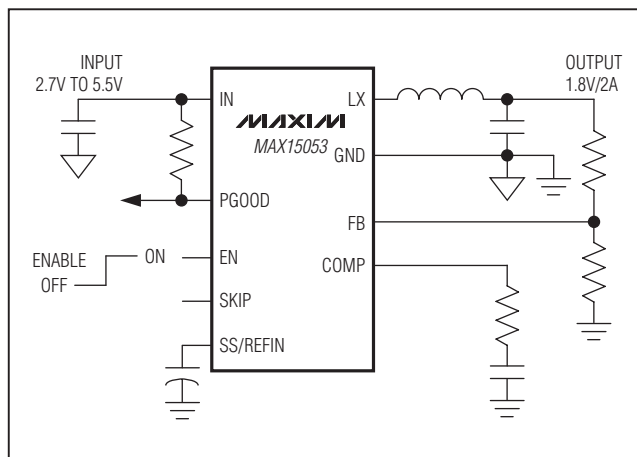 INPUT
2.7V TO 5.5V
OUTPUT
1.8V/2A
IN
LX
MAXIM
MAX15053
GND
PGOOD
FB
ENABLE
ON
OFF
EN
COMP
SKIP
SS/REFIN